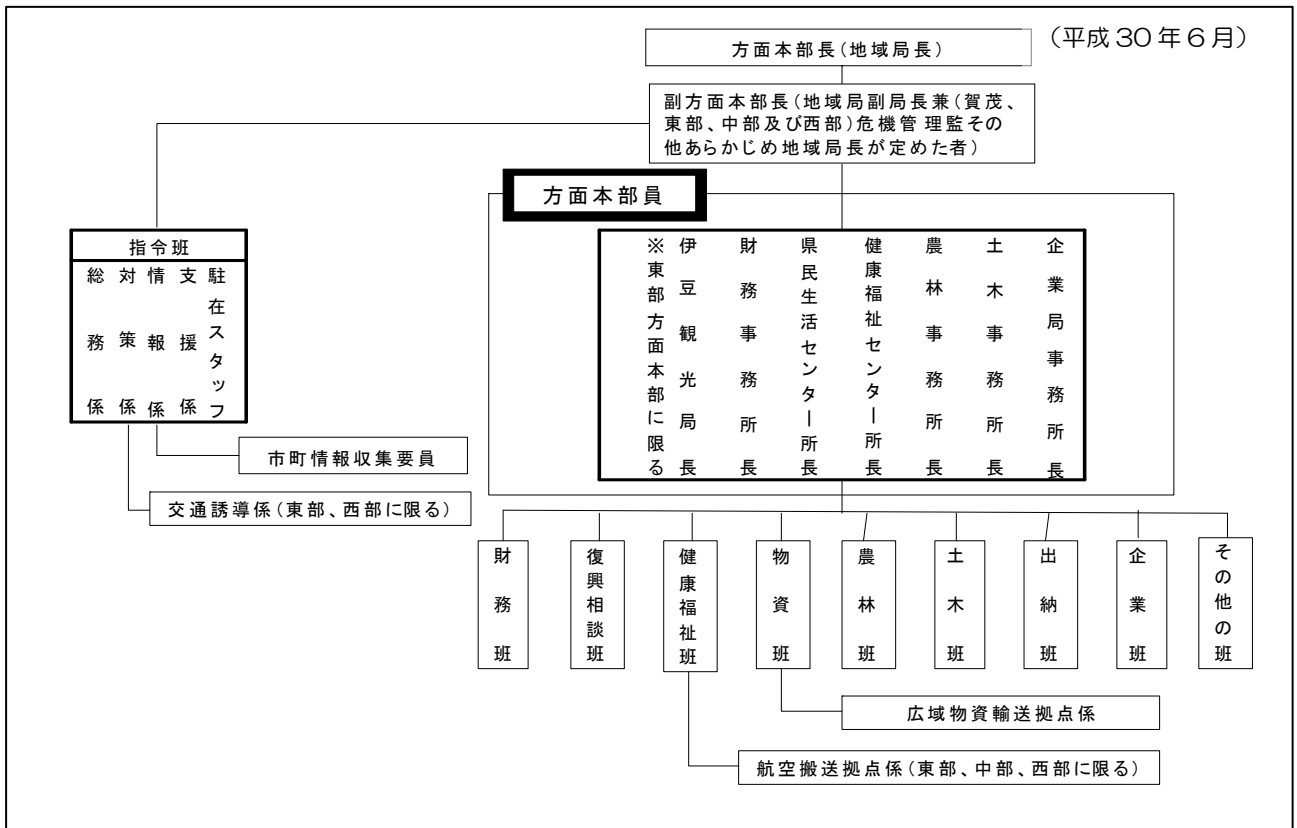 (平成30年6月)
方面本部長(地域局長)
副方面本部長(地域局副局長兼(賀茂、
東部、中部及び西部)危機管理監その
他あらかじめ地域局長が定めた者)
方面本部員
指令班
総務係
対策係
情報係
支援係
駐在スタッフ
※東部方面本部に限る
伊豆観光局長
財務事務所長
県民生活センター所長
健康福祉センター所長
農林事務所長
土木事務所長
企業局事務所長
市町情報収集要員
交通誘導係(東部、西部に限る)
財務班
復興相談班
健康福祉班
物資班
農林班
土木班
出納班
企業班
その他の班
広域物資輸送拠点係
航空搬送拠点係(東部、中部、西部に限る)